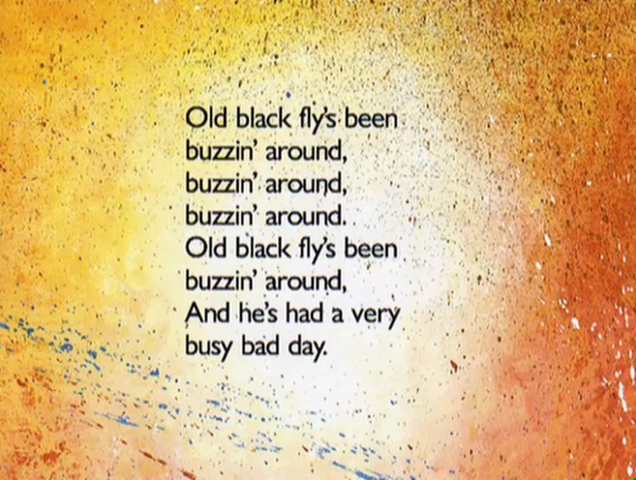 Old black fly's been
buzzin' around,
buzzin' around,
buzzin' around.
Old black fly's been
buzzin' around,
And he's had a very
busy bad day.